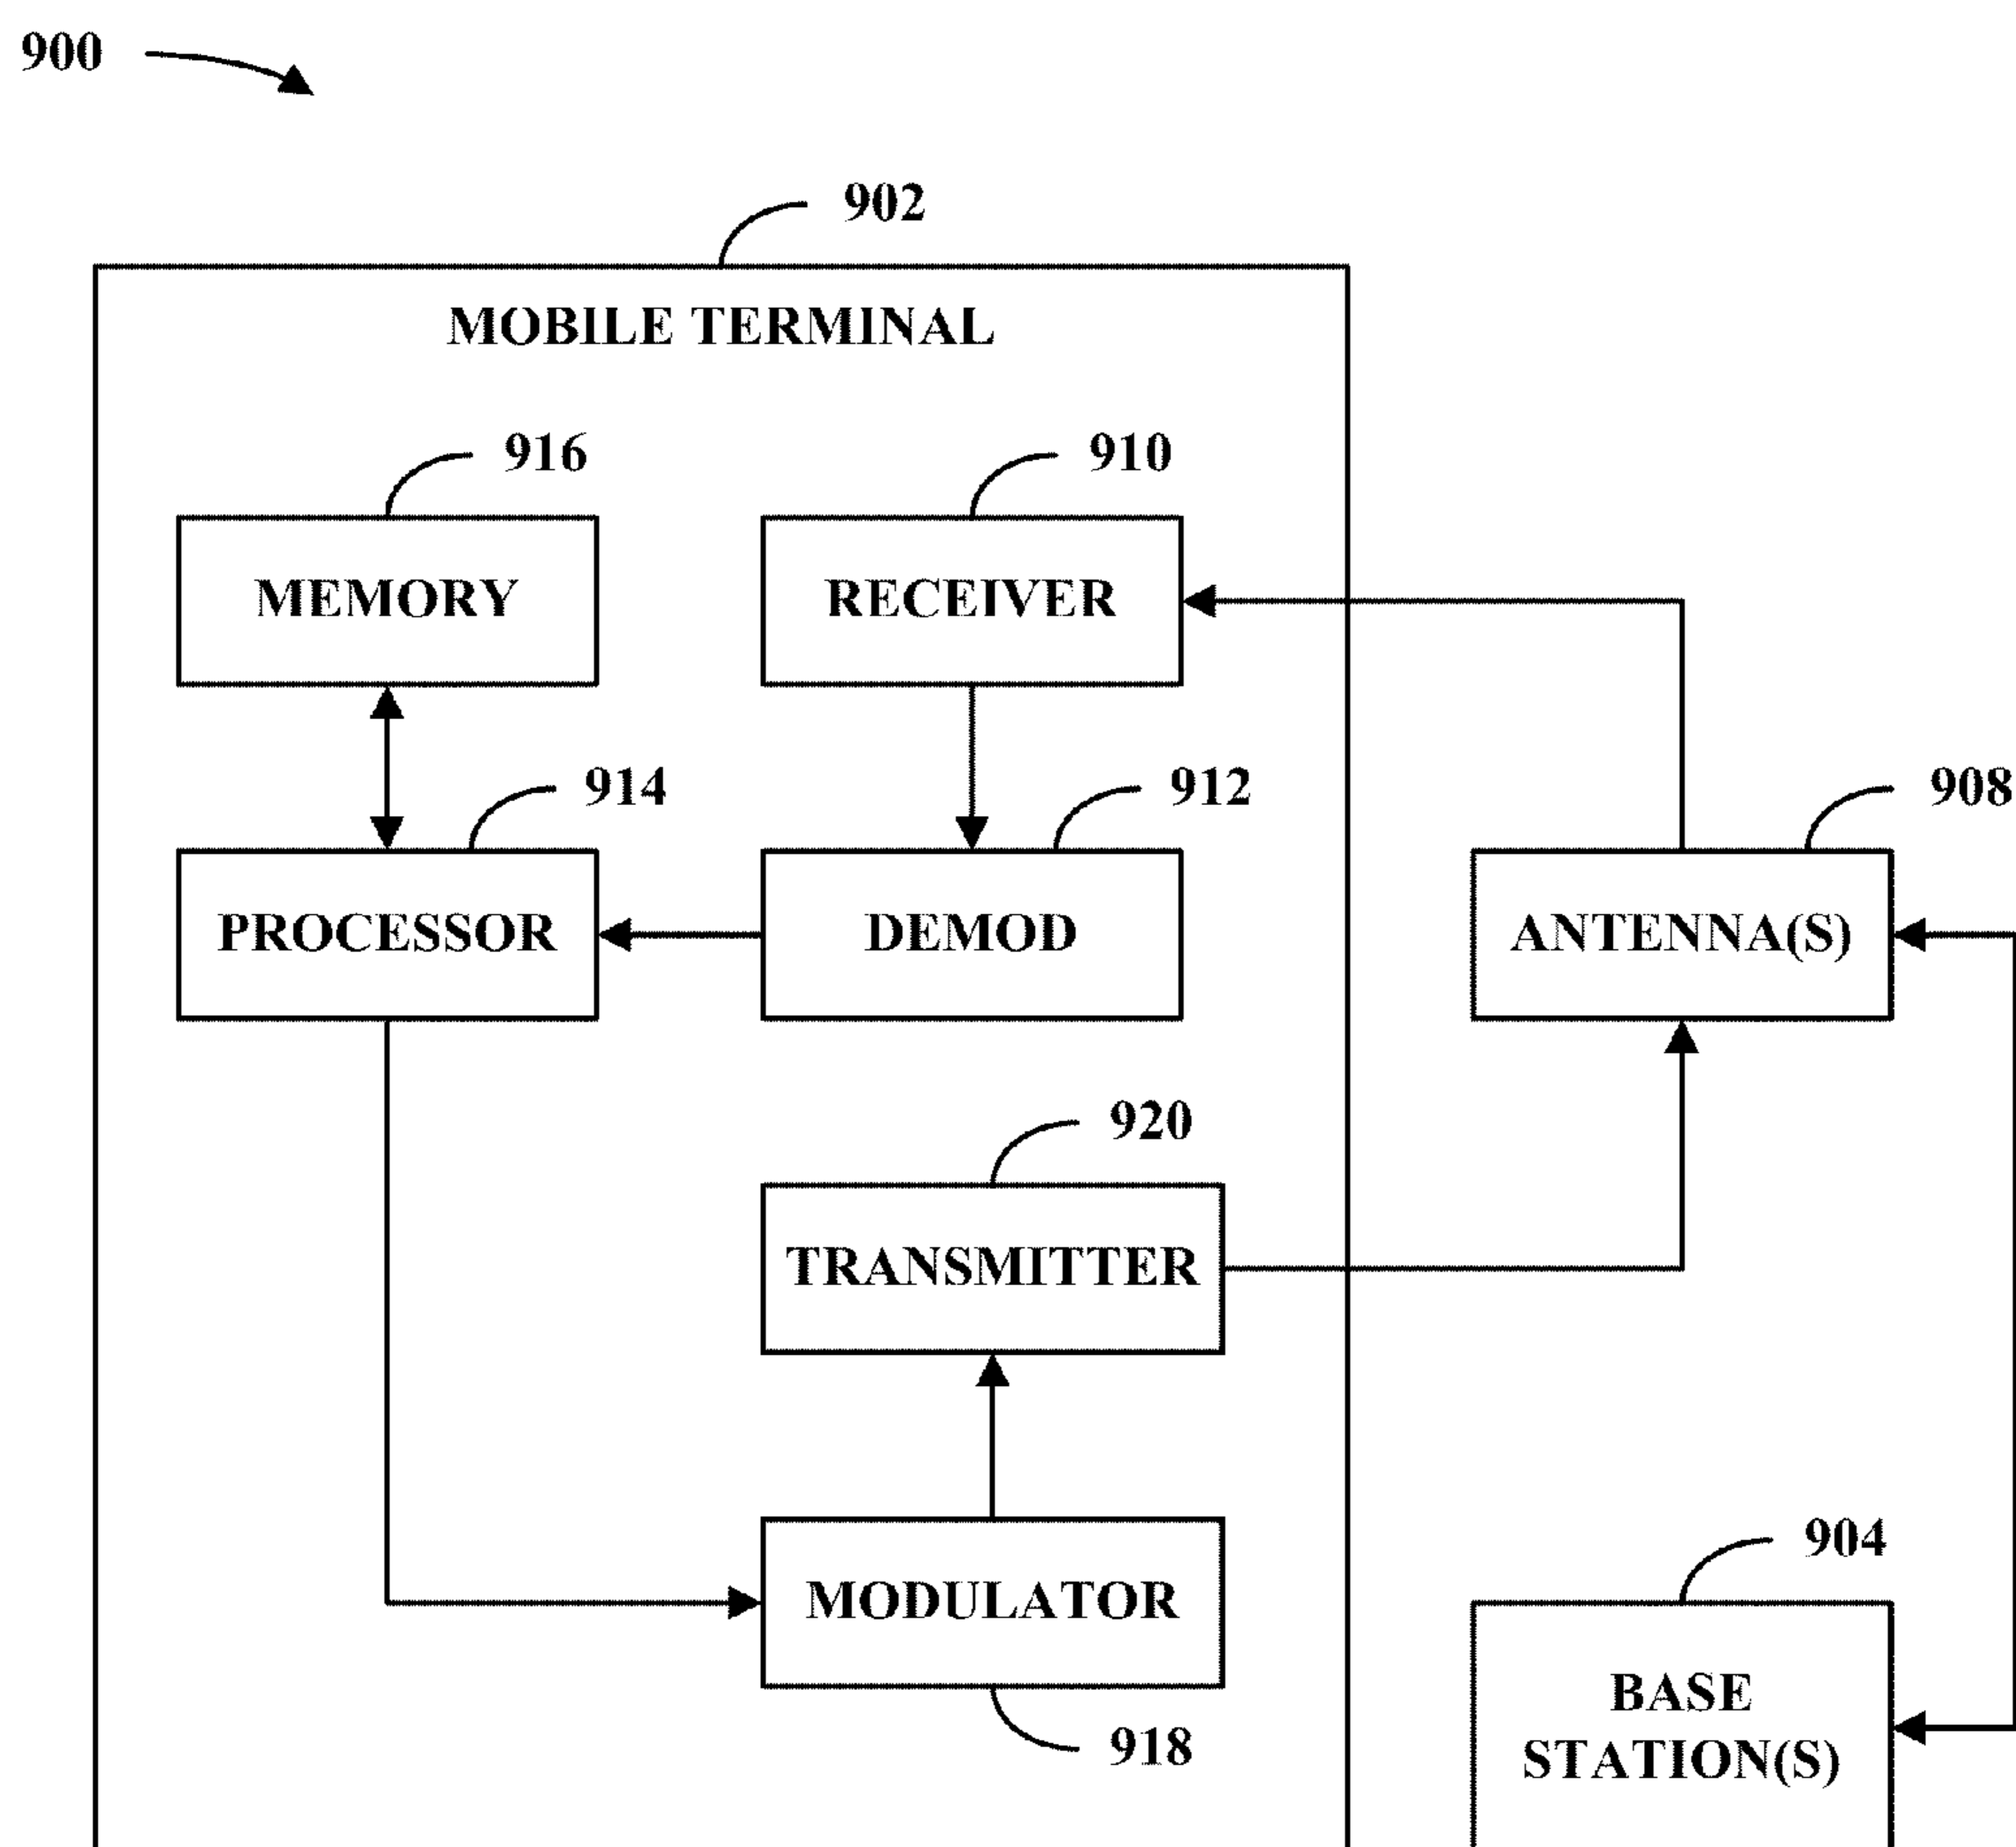 900
902
MOBILE TERMINAL
916
910
MEMORY
RECEIVER
914
912
908
PROCESSOR
DEMOD
ANTENNA(S)
920
TRANSMITTER
904
MODULATOR
BASE
STATION(S)
918